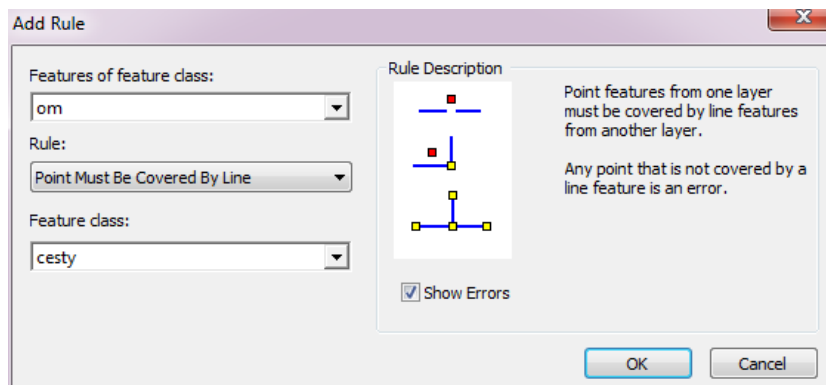 Add Rule
Features of feature class:
om
Rule:
Point Must Be Covered By Line
Feature class:
cesty
Rule Description
Point features from one layer
must be covered by line features
from another layer.
Any point that is not covered by a
line feature is an error.
Show Errors
OK
Cancel